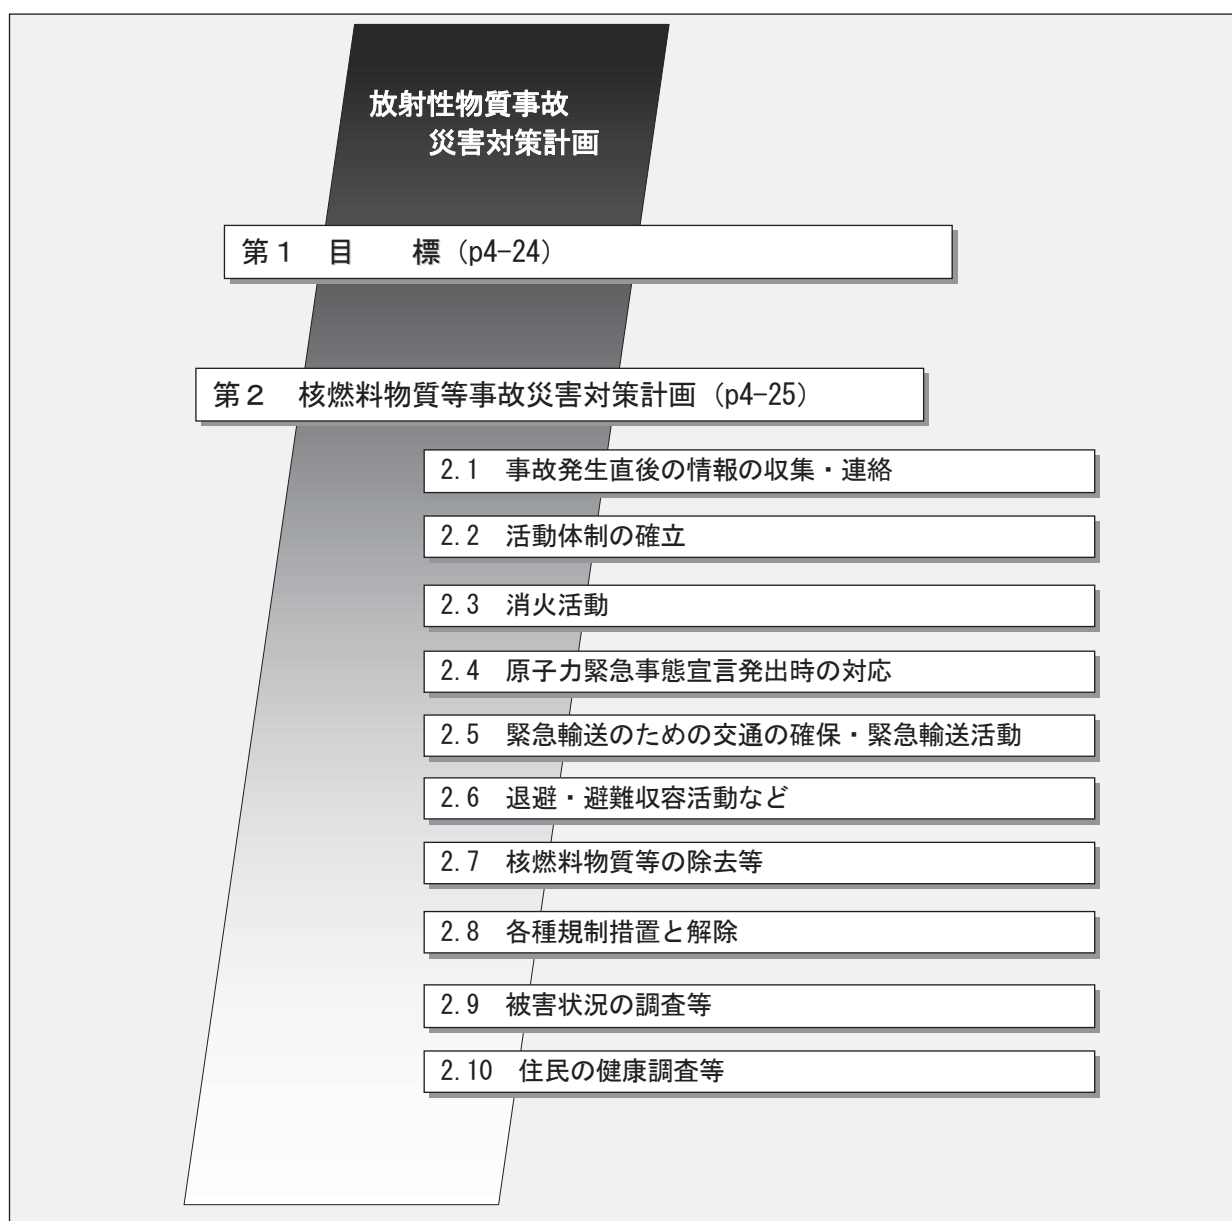 放射性物質事故
災害対策計画
第１　目　　標（p4-24）
第２　核燃料物質等事故災害対策計画（p4-25）
2.1　事故発生直後の情報の収集・連絡
2.2　活動体制の確立
2.3　消火活動
2.4　原子力緊急事態宣言発出時の対応
2.5　緊急輸送のための交通の確保・緊急輸送活動
2.6　退避・避難収容活動など
2.7　核燃料物質等の除去等
2.8　各種規制措置と解除
2.9　被害状況の調査等
2.10　住民の健康調査等